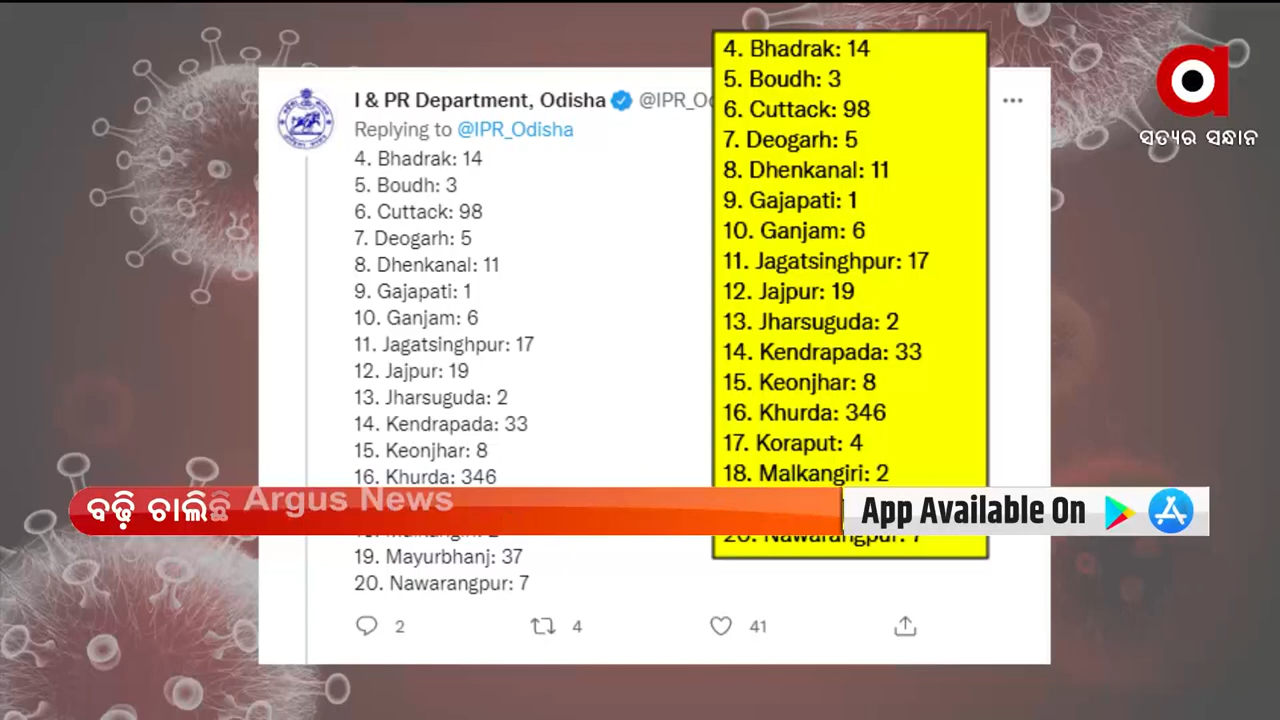 I & PR Department, Odisha @IPR_O
Replying to @IPR_Odisha
4. Bhadrak: 14
5. Boudh: 3
6. Cuttack: 98
7. Deogarh: 5
8. Dhenkanal: 11
9. Gajapati: 1
10. Ganjam: 6
11. Jagatsinghpur: 17
12. Jajpur: 19
13. Jharsuguda: 2
14. Kendrapada: 33
15. Keonjhar: 8
16. Khurda: 346
19. Mayurbhanj: 37
20. Nawarangpur: 7
2 4 41
4. Bhadrak: 14
5. Boudh: 3
6. Cuttack: 98
7. Deogarh: 5
8. Dhenkanal: 11
9. Gajapati: 1
10. Ganjam: 6
11. Jagatsinghpur: 17
12. Jajpur: 19
13. Jharsuguda: 2
14. Kendrapada: 33
15. Keonjhar: 8
16. Khurda: 346
17. Koraput: 4
18. Malkangiri: 2
20. Nawarangpur: 7
ସତ୍ୟର ସନ୍ଧାନ
ବଢ଼ି ଚାଲିଛି Argus News
App Available On